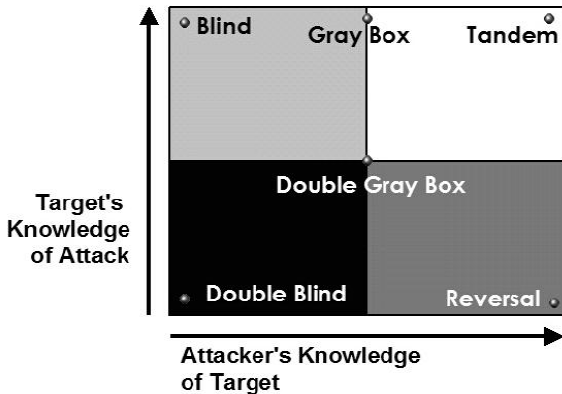 Blind
Gray Box
Tandem
Target's
Knowledge
of Attack
Double Gray Box
Double Blind
Reversal
Attacker's Knowledge
of Target